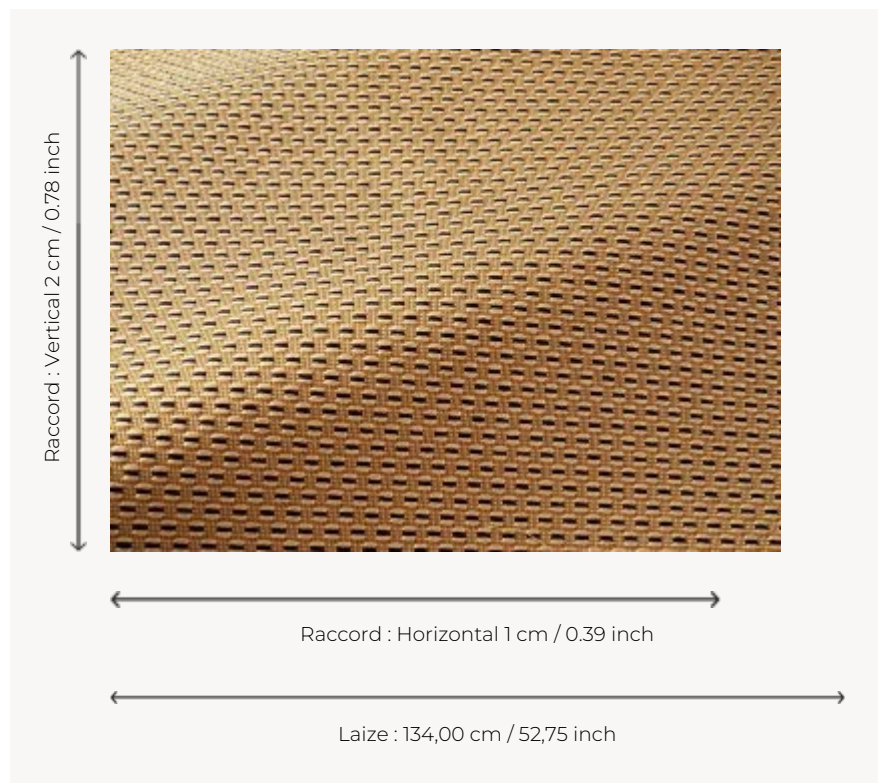 Raccord : Vertical 2 cm / 0.78 inch
Raccord : Horizontal 1 cm / 0.39 inch
Laize : 134,00 cm / 52,75 inch